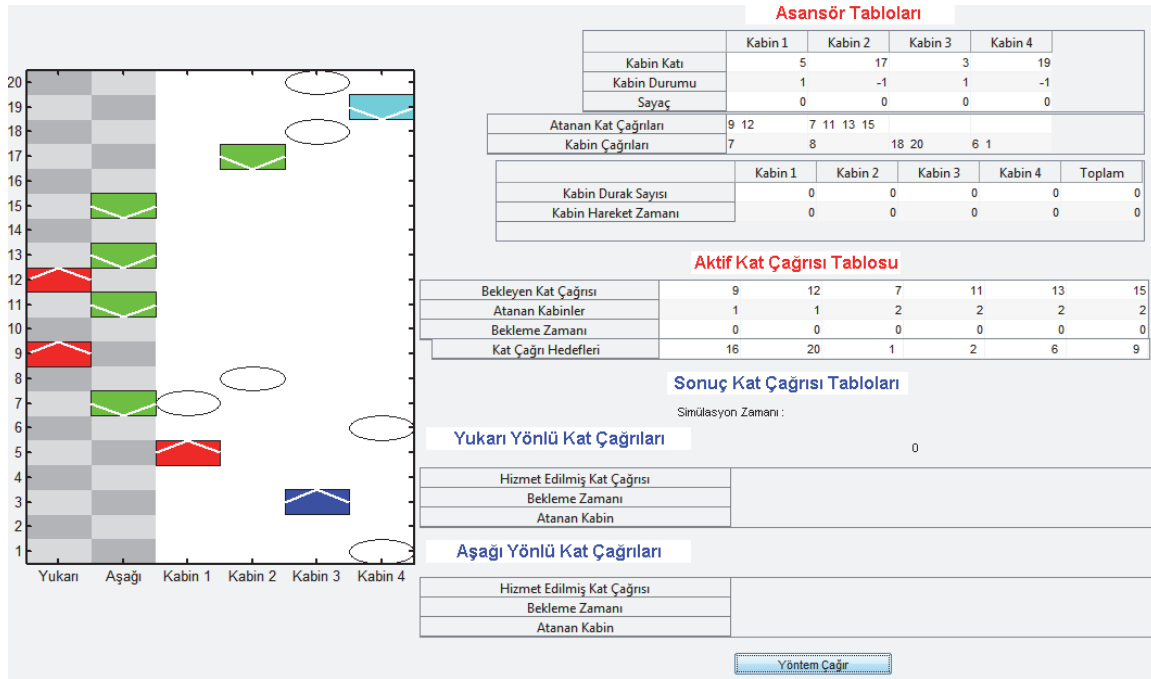 Asansör Tabloları
Kabin 1 Kabin 2 Kabin 3 Kabin 4
Kabin Katı 5 17 3 19
Kabin Durumu 1 -1 1 -1
Sayaç 0 0 0 0
Atanan Kat Çağrıları 9 12 7 11 13 15
Kabin Çağrıları 7 8 18 20 6 1
Kabin 1 Kabin 2 Kabin 3 Kabin 4 Toplam
Kabin Durak Sayısı 0 0 0 0 0
Kabin Hareket Zamanı 0 0 0 0 0
Aktif Kat Çağrısı Tablosu
Bekleyen Kat Çağrısı 9 12 7 11 13 15
Atanan Kabinler 1 1 2 2 2 2
Bekleme Zamanı 0 0 0 0 0 0
Kat Çağrı Hedefleri 16 20 1 2 6 9
Sonuç Kat Çağrısı Tabloları
Simülasyon Zamanı :
0
Yukarı Yönlü Kat Çağrıları
Hizmet Edilmiş Kat Çağrısı
Bekleme Zamanı
Atanan Kabin
Aşağı Yönlü Kat Çağrıları
Hizmet Edilmiş Kat Çağrısı
Bekleme Zamanı
Atanan Kabin
Yöntem Çağır
20
19
18
17
16
15
14
13
12
11
10
9
8
7
6
5
4
3
2
1
Yukarı Aşağı Kabin 1 Kabin 2 Kabin 3 Kabin 4